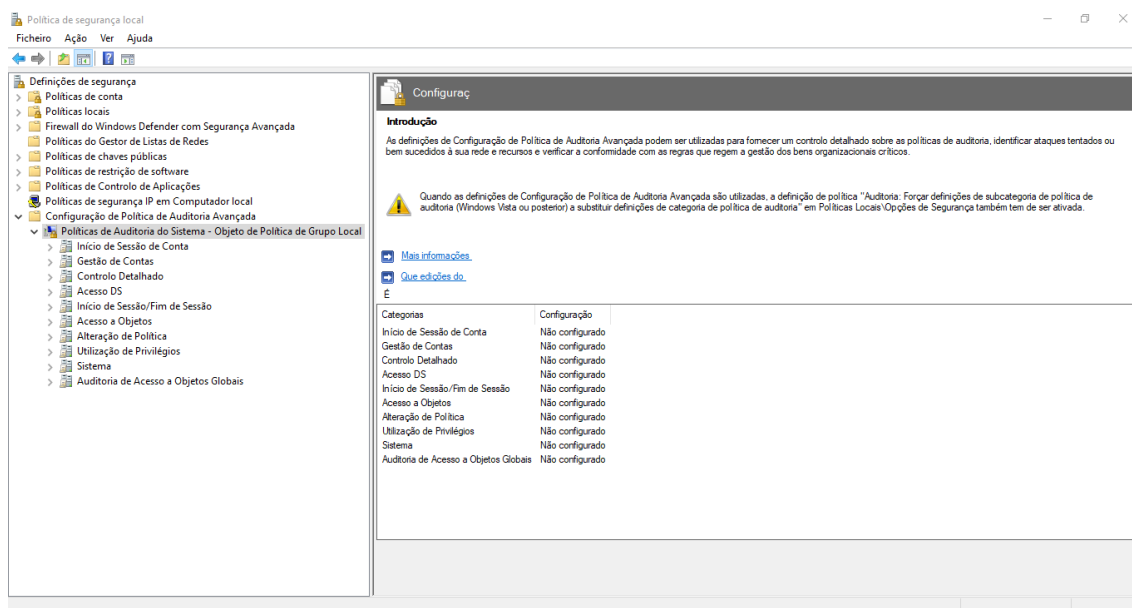 Política de segurança local
Ficheiro Ação Ver Ajuda
Definições de segurança
Políticas de conta
Políticas locais
Firewall do Windows Defender com Segurança Avançada
Políticas do Gestor de Listas de Redes
Políticas de chaves públicas
Políticas de restrição de software
Políticas de Controlo de Aplicações
Políticas de segurança IP em Computador local
Configuração de Política de Auditoria Avançada
Políticas de Auditoria do Sistema - Objeto de Política de Grupo Local
Início de Sessão de Conta
Gestão de Contas
Controlo Detalhado
Acesso DS
Início de Sessão/Fim de Sessão
Acesso a Objetos
Alteração de Política
Utilização de Privilégios
Sistema
Auditoria de Acesso a Objetos Globais
Configuraç
Introdução
As definições de Configuração de Política de Auditoria Avançada podem ser utilizadas para fornecer um controlo detalhado sobre as políticas de auditoria, identificar ataques tentados ou
bem sucedidos à sua rede e recursos e verificar a conformidade com as regras que regem a gestão dos bens organizacionais críticos.
Quando as definições de Configuração de Política de Auditoria Avançada são utilizadas, a definição de política "Auditoria: Forçar definições de subcategoria de política de
auditoria (Windows Vista ou posterior) a substituir definições de categoria de política de auditoria" em Políticas Locais\Opções de Segurança também tem de ser ativada.
Mais informações
Que edições do
É
Categorias Configuração
Início de Sessão de Conta Não configurado
Gestão de Contas Não configurado
Controlo Detalhado Não configurado
Acesso DS Não configurado
Início de Sessão/Fim de Sessão Não configurado
Acesso a Objetos Não configurado
Alteração de Política Não configurado
Utilização de Privilégios Não configurado
Sistema Não configurado
Auditoria de Acesso a Objetos Globais Não configurado